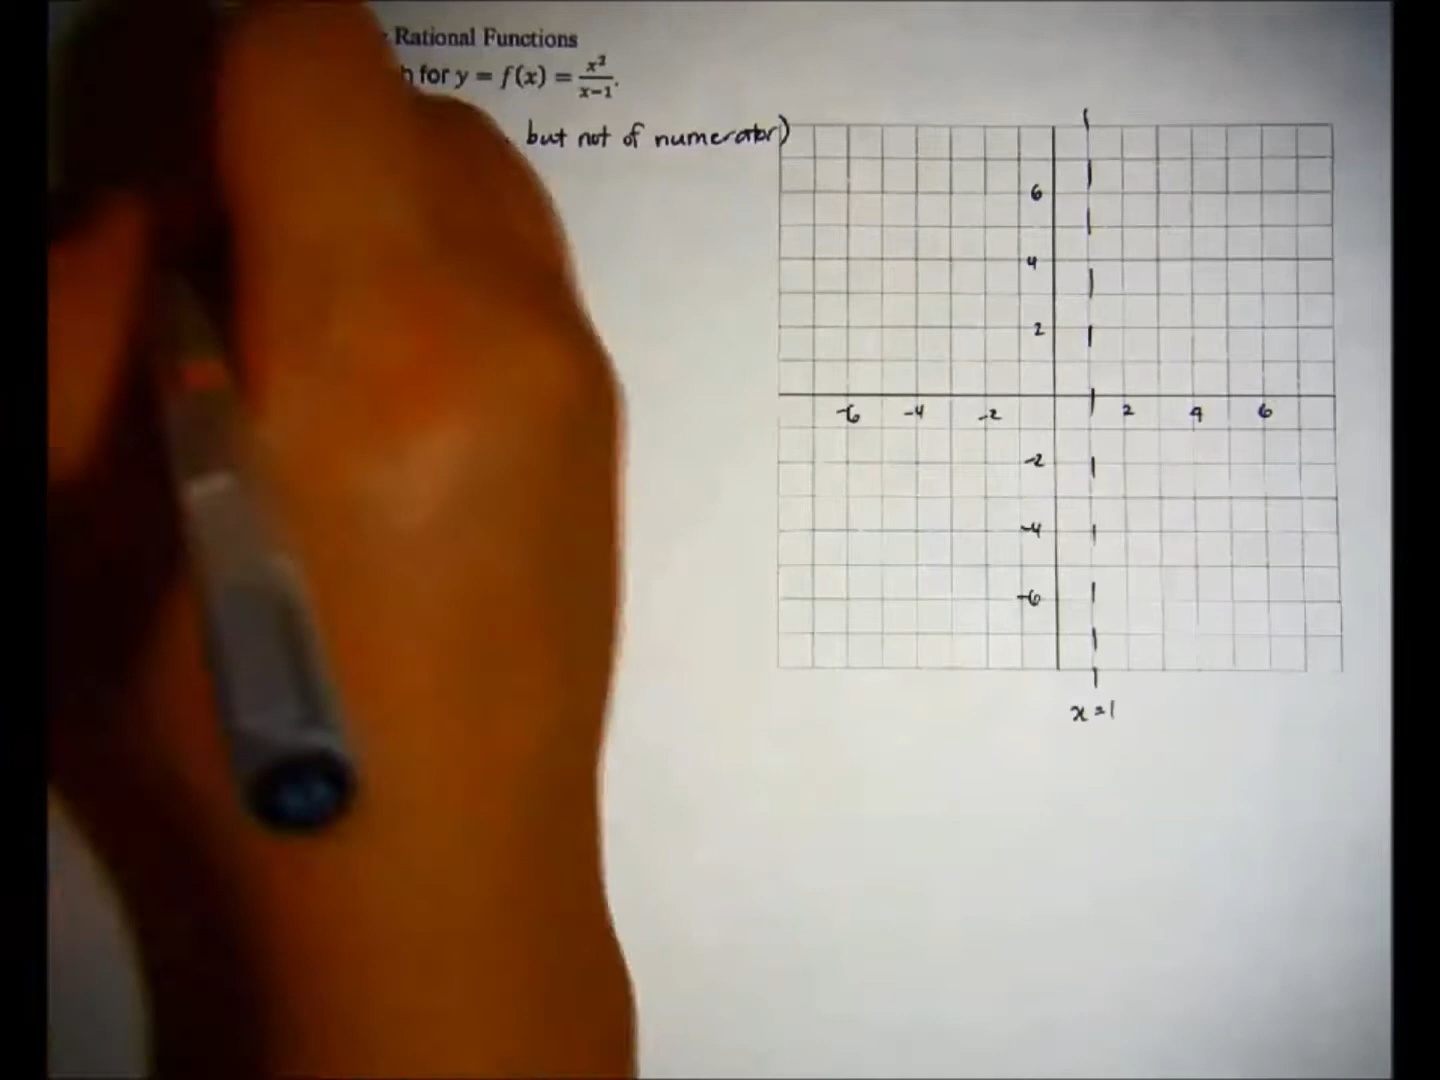 Rational Functions
for y = f(x) = x²/x−1.
but not of numerator)
6
4
2
-6 -4 -2 2 4 6
-2
-4
-6
x=1